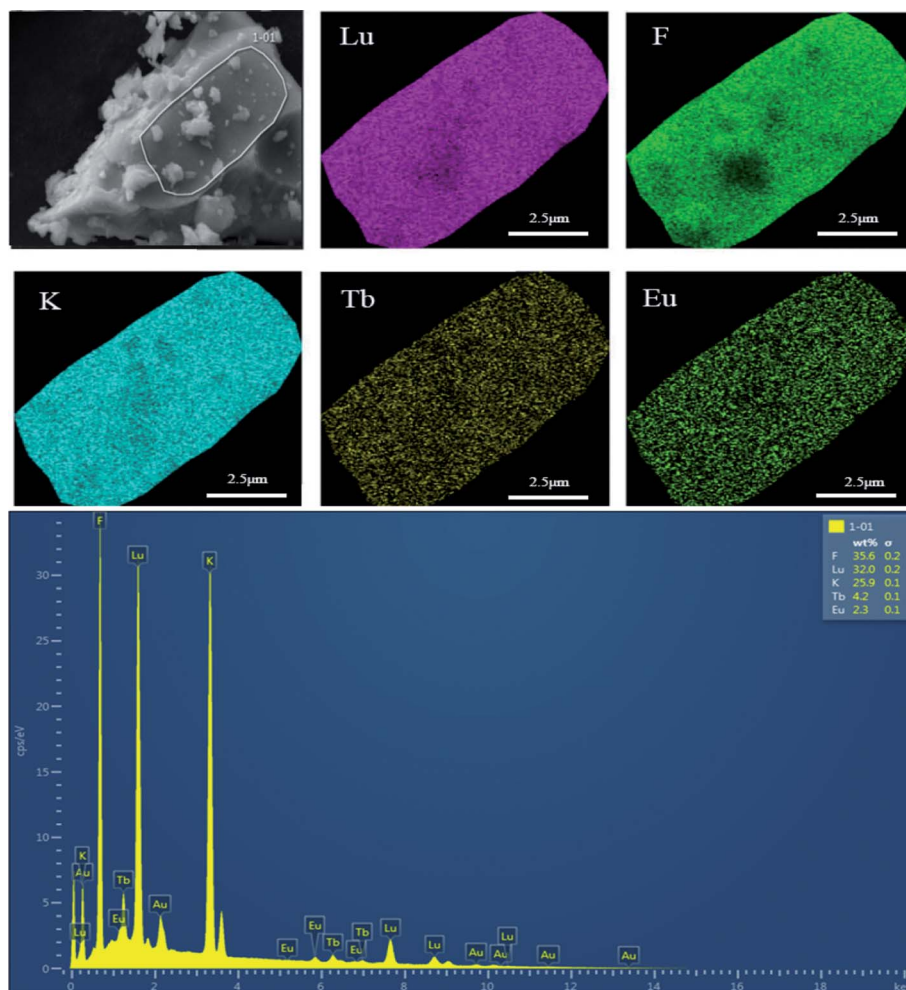 1-01
Lu
F
2.5μm
2.5μm
K
Tb
Eu
2.5μm
2.5μm
2.5μm
1-01
wt% σ
F 35.6 0.2
Lu 32.0 0.2
K 25.9 0.1
Tb 4.2 0.1
Eu 2.3 0.1
cps/eV
30
25
20
15
10
5
0
F
Lu
K
K
Au
Lu
Eu
Tb
Au
Eu
Eu
Tb
Eu
Tb
Lu
Lu
Au
Au
Lu
Au
Au
0 2 4 6 8 10 12 14 16 18 ke